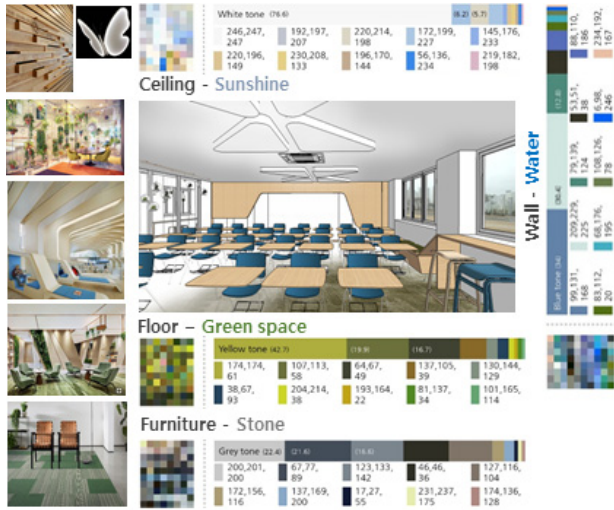 White tone (76.6) (8.2) (5.7)
246,247, 192,197, 220,214, 172,199, 145,176,
247 207 198 227 233
220,196, 230,208, 196,170, 56,136, 219,182,
149 133 144 234 198
Ceiling - Sunshine
Wall - Water
Blue tone (34) (30.4) (12.8)
99,131, 209,229, 79,139, 53,51, 88,110,
168 225 124 38 186
83,112, 68,176, 108,126, 6,98, 234,192,
20 195 78 246 167
Floor – Green space
Yellow tone (42.7) (19.9) (16.7)
174,174, 107,113, 64,67, 137,105, 130,144,
61 58 49 39 129
38,67, 204,214, 193,164, 81,137, 101,165,
93 38 22 34 114
Furniture - Stone
Grey tone (22.4) (21.6) (16.6)
200,201, 67,77, 123,133, 46,46, 127,116,
200 89 142 36 104
172,156, 137,169, 17,27, 231,237, 174,136,
116 200 55 175 128